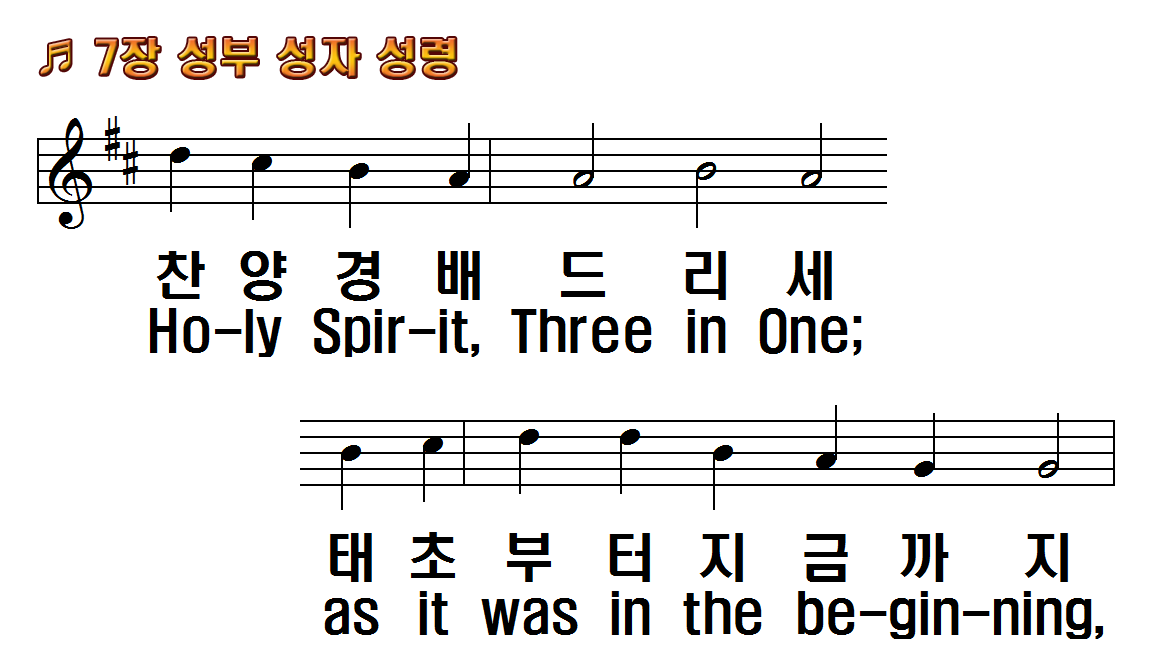 ♬ 7장 성부 성자 성령
찬 양 경 배 드 리 세
Ho-ly Spir-it, Three in One;
태 초 부 터 지 금 까 지
as it was in the be-gin-ning,